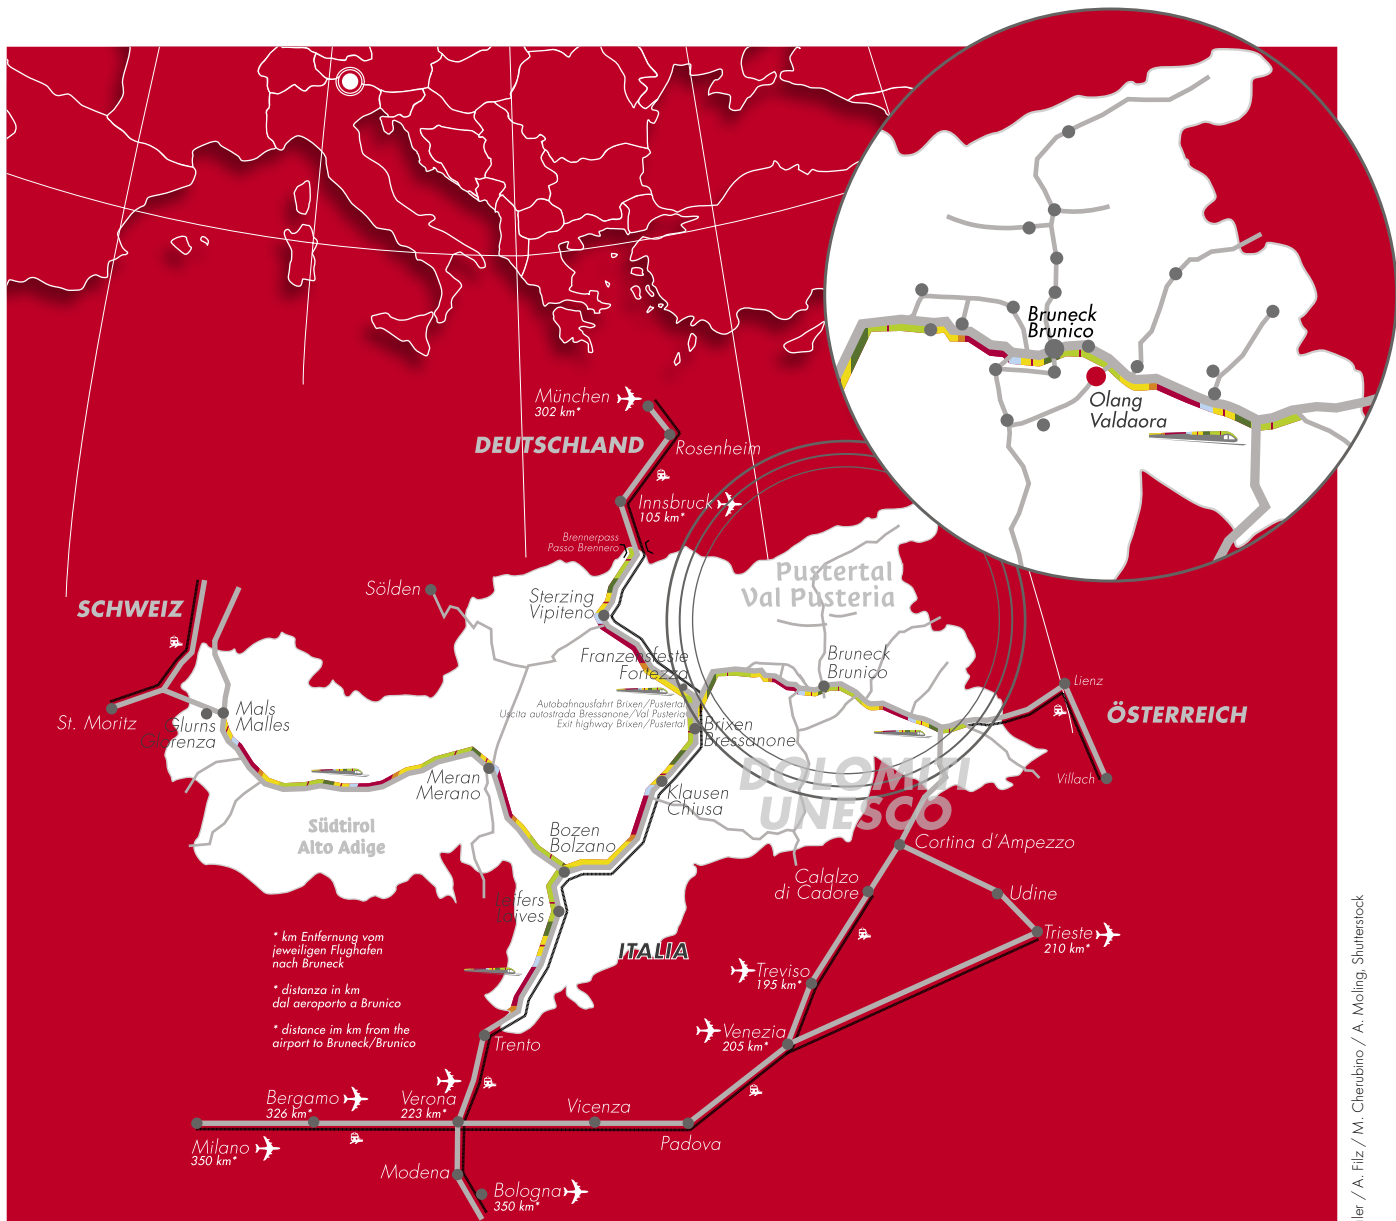 Bruneck
Brunico
Olang
Valdaora
München
302 km*
DEUTSCHLAND
Rosenheim
Innsbruck
105 km*
Brennerpass
Passo Brennero
Pustertal
Val Pusteria
Sölden
Sterzing
Vipiteno
SCHWEIZ
Franzensfeste
Fortezza
Bruneck
Brunico
Lienz
Autobahnausfahrt Brixen/Pustertal
Uscita autostrada Bressanone/Val Pusteria
Exit highway Brixen/Pustertal
ÖSTERREICH
St. Moritz
Glurns
Glorenza
Mals
Malles
Brixen
Bressanone
Villach
Meran
Merano
DOLOMITI
UNESCO
Klausen
Chiusa
Südtirol
Alto Adige
Bozen
Bolzano
Cortina d'Ampezzo
Calalzo
di Cadore
Udine
Leifers
Laives
Trieste
210 km*
ITALIA
* km Entfernung vom
jeweiligen Flughafen
nach Bruneck
* distanza in km
dal aeroporto a Brunico
* distance im km from the
airport to Bruneck/Brunico
Treviso
195 km*
Venezia
205 km*
Trento
Bergamo
326 km*
Verona
223 km*
Vicenza
Padova
Milano
350 km*
Modena
Bologna
350 km*
ler / A. Filz / M. Cherubino / A. Moling, Shutterstock